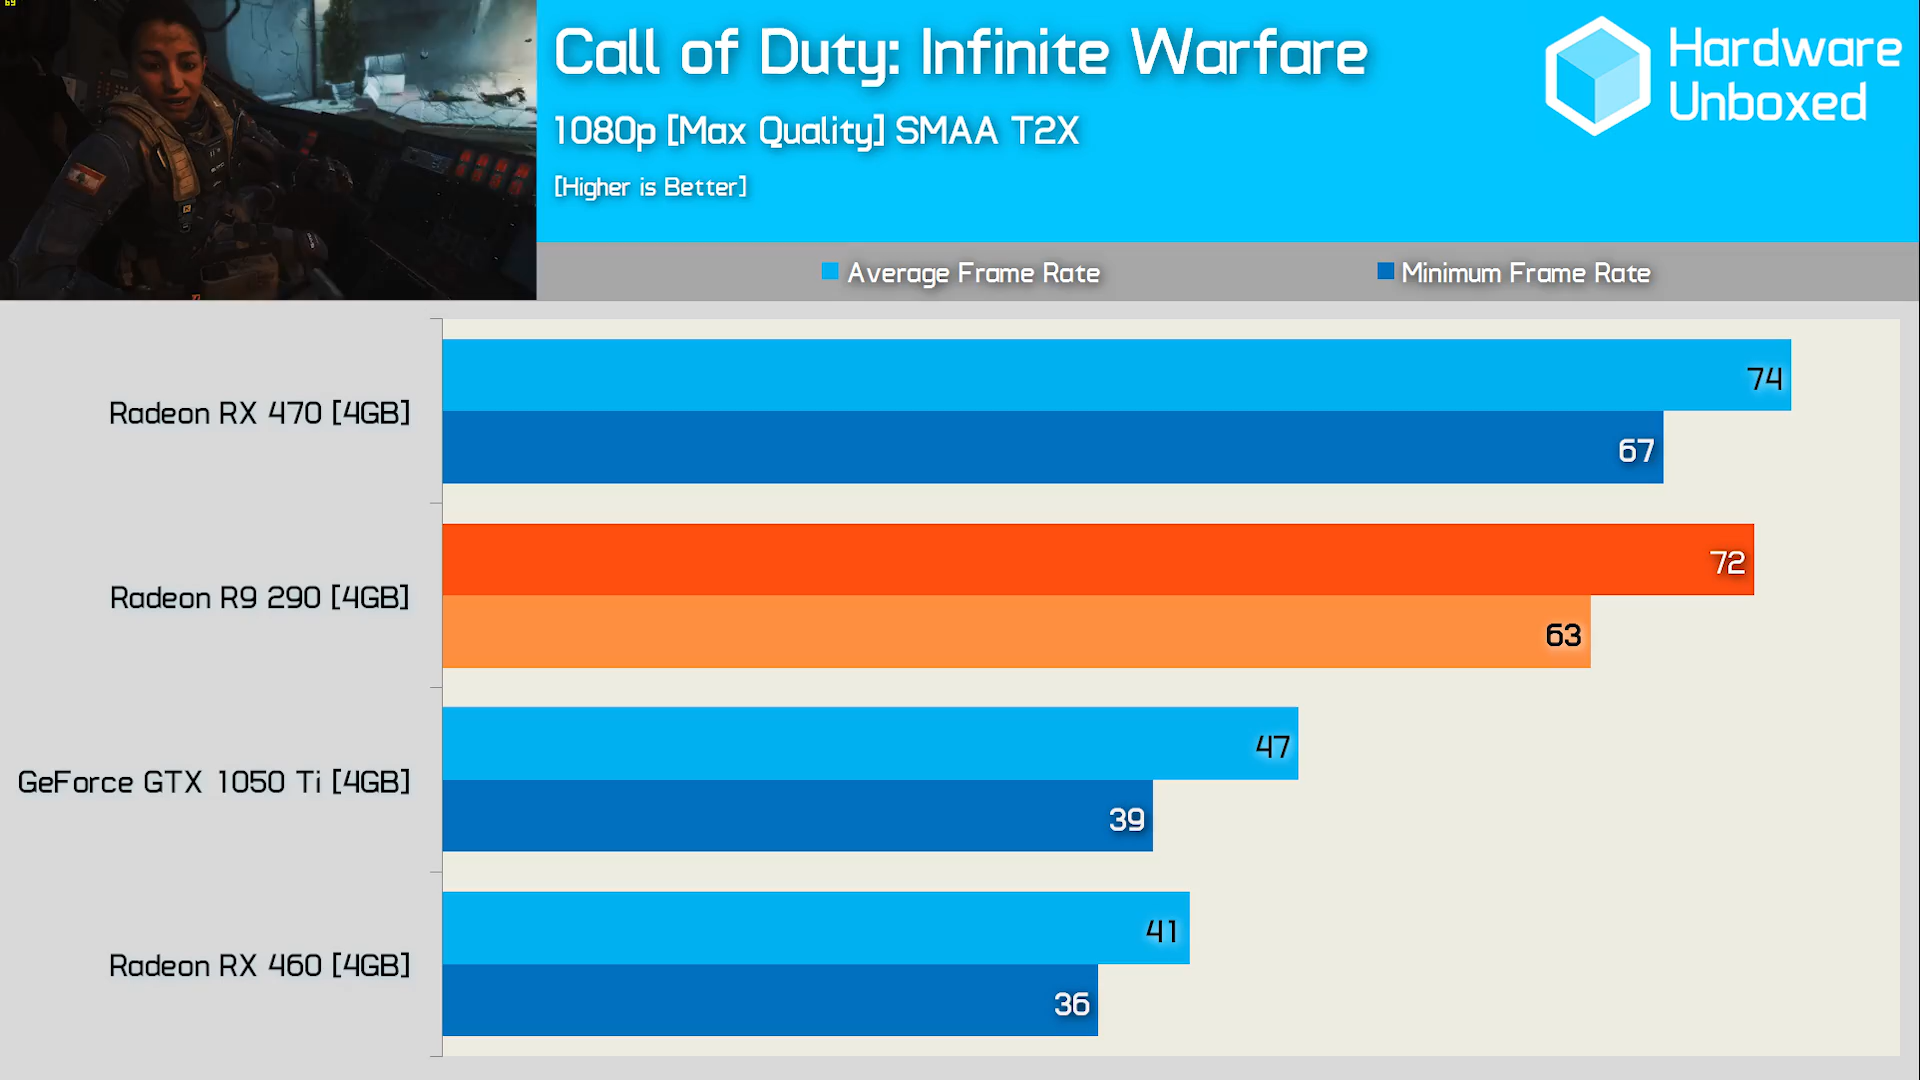 69
Call of Duty: Infinite Warfare
1080p [Max Quality] SMAA T2X
[Higher is Better]
Hardware
Unboxed
Average Frame Rate
Minimum Frame Rate
Radeon RX 470 [4GB]
74
67
Radeon R9 290 [4GB]
72
63
GeForce GTX 1050 Ti [4GB]
47
39
Radeon RX 460 [4GB]
41
36